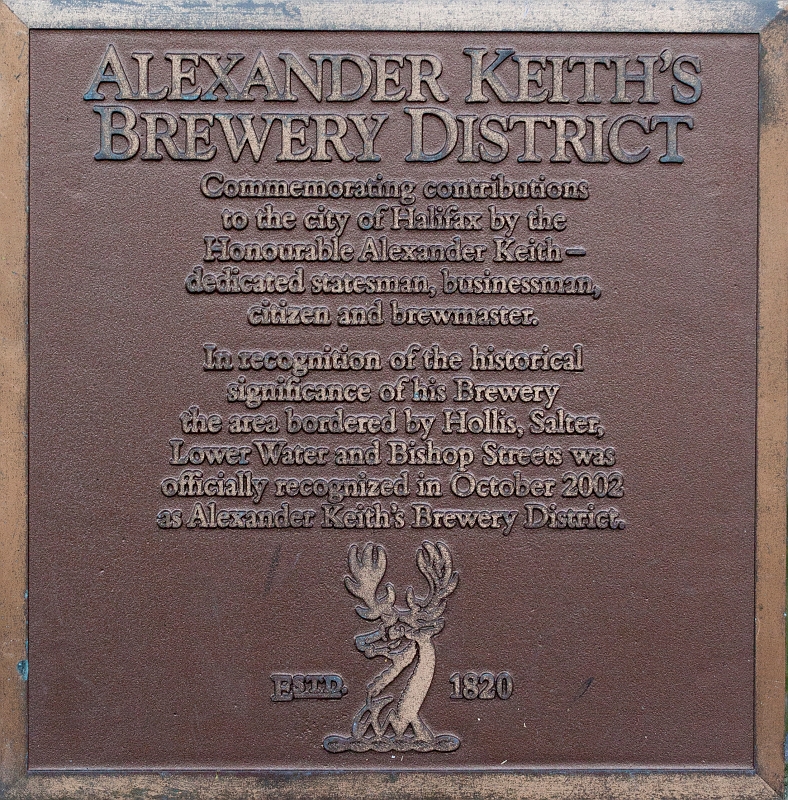 ALEXANDER KEITH'S
BREWERY DISTRICT
Commemorating contributions
to the city of Halifax by the
Honourable Alexander Keith –
dedicated statesman, businessman,
citizen and brewmaster.
In recognition of the historical
significance of his Brewery
the area bordered by Hollis, Salter,
Lower Water and Bishop Streets was
officially recognized in October 2002
as Alexander Keith's Brewery District.
ESTD. 1820